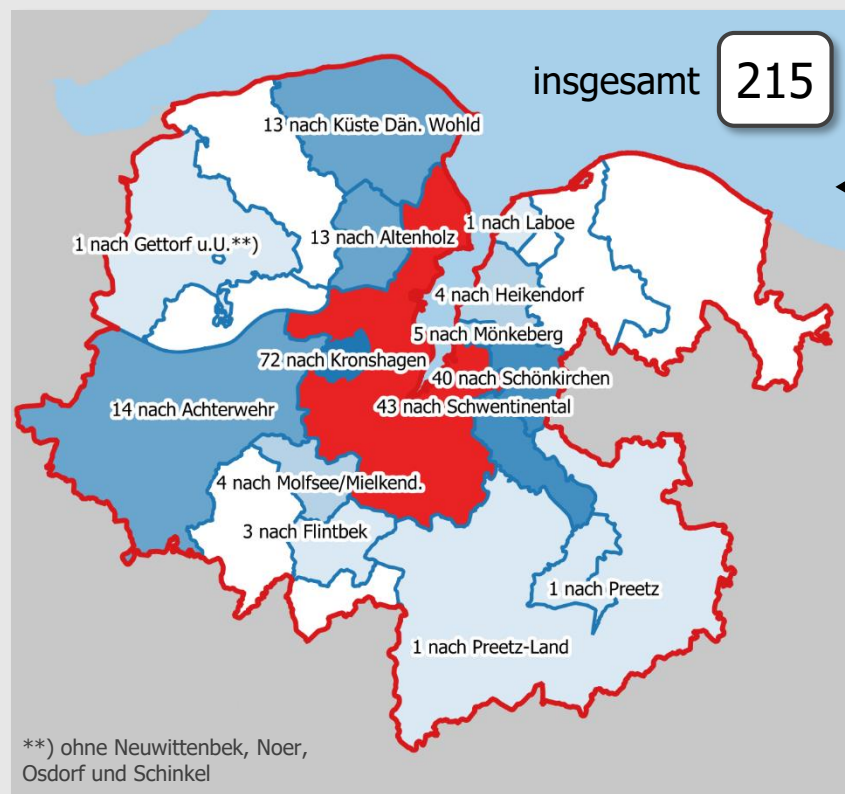 insgesamt 215
13 nach Küste Dän. Wohld
1 nach Laboe
1 nach Gettorf u.U.**)
13 nach Altenholz
4 nach Heikendorf
5 nach Mönkeberg
72 nach Kronshagen
40 nach Schönkirchen
14 nach Achterwehr
43 nach Schwentinental
4 nach Molfsee/Mielkend.
3 nach Flintbek
1 nach Preetz
1 nach Preetz-Land
**) ohne Neuwittenbek, Noer,
Osdorf und Schinkel